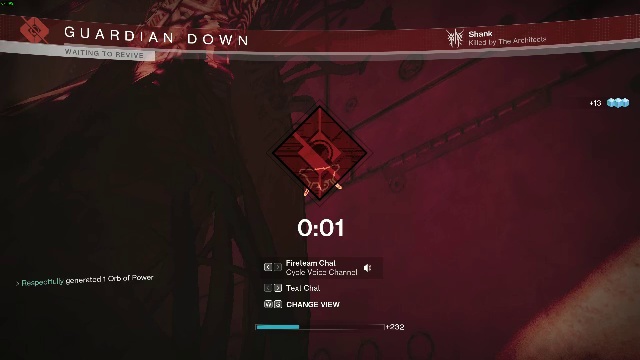 GUARDIAN DOWN
WAITING TO REVIVE
Shank
Killed by The Architects
+13
0:01
Fireteam Chat
Cycle Voice Channel
Text Chat
CHANGE VIEW
> Respectfully generated 1 Orb of Power
+232